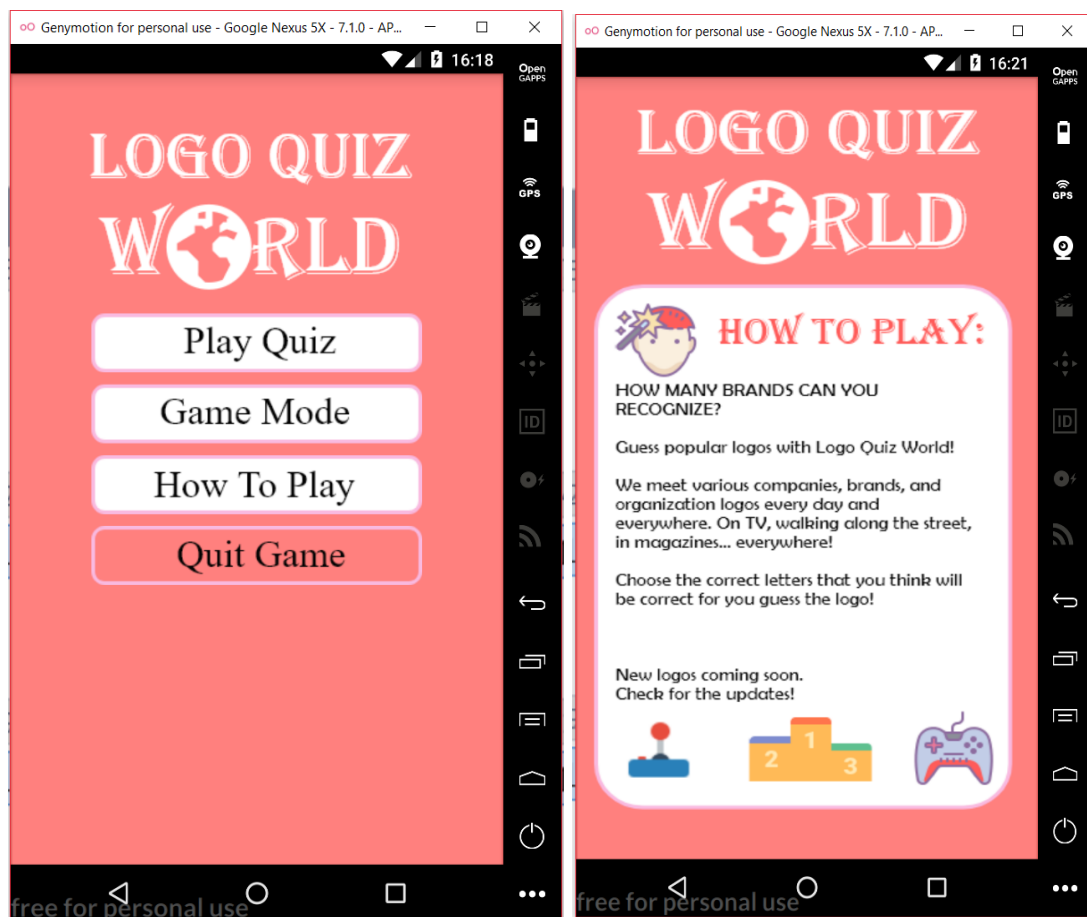 Genymotion for personal use - Google Nexus 5X - 7.1.0 - AP...
16:18
Open
GAPPS
GPS
ID
LOGO QUIZ
WORLD
Play Quiz
Game Mode
How To Play
Quit Game
free for personal use
Genymotion for personal use - Google Nexus 5X - 7.1.0 - AP...
16:21
Open
GAPPS
GPS
ID
LOGO QUIZ
WORLD
HOW TO PLAY:
HOW MANY BRANDS CAN YOU
RECOGNIZE?
Guess popular logos with Logo Quiz World!
We meet various companies, brands, and
organization logos every day and
everywhere. On TV, walking along the street,
in magazines... everywhere!
Choose the correct letters that you think will
be correct for you guess the logo!
New logos coming soon.
Check for the updates!
2 1 3
free for personal use